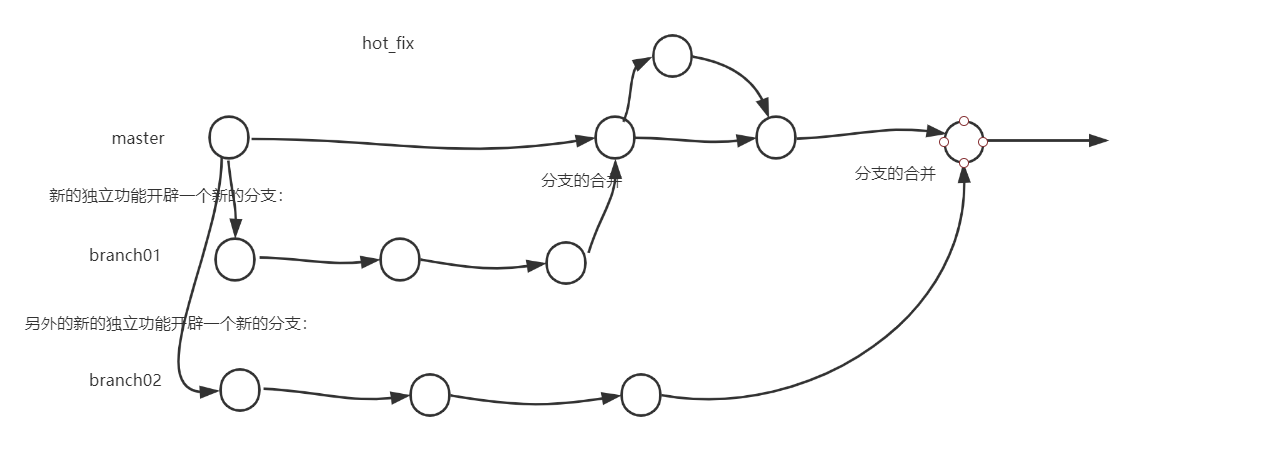 hot_fix
master
分支的合并
分支的合并
新的独立功能开辟一个新的分支：
branch01
另外的新的独立功能开辟一个新的分支：
branch02